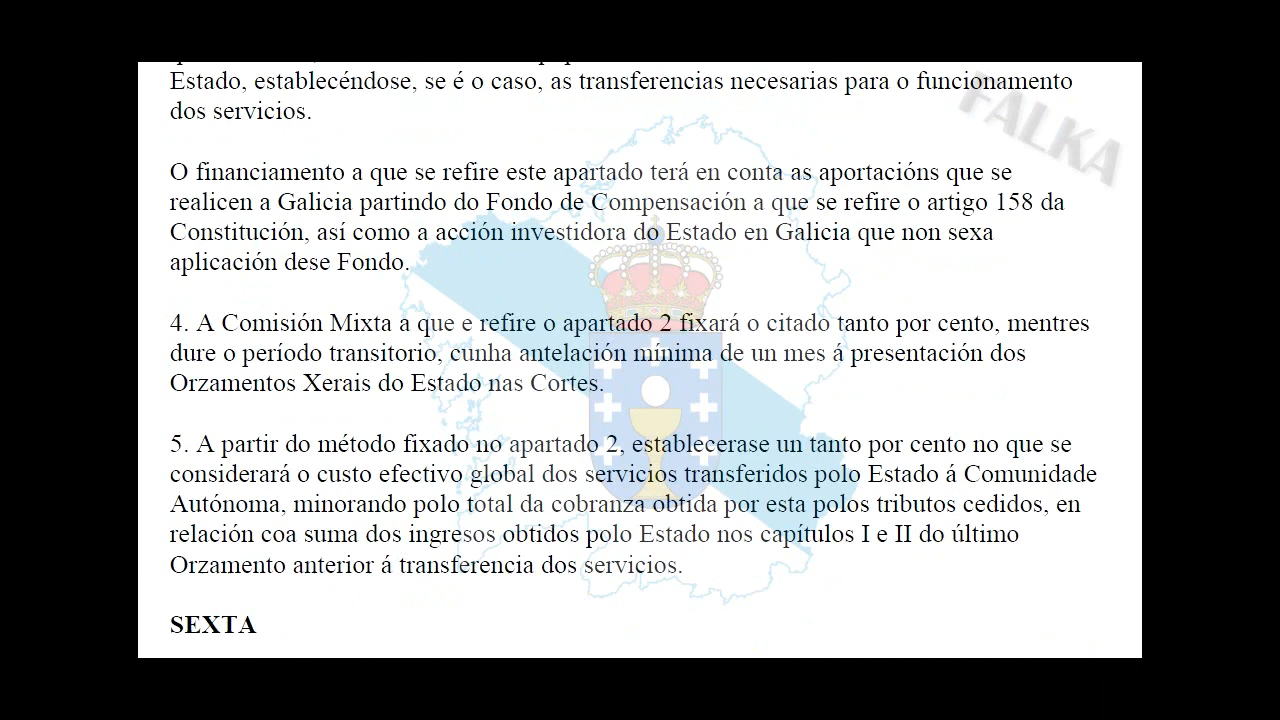 Estado, establecéndose, se é o caso, as transferencias necesarias para o funcionamento
dos servicios.
FALKA
O financiamento a que se refire este apartado terá en conta as aportacións que se
realicen a Galicia partindo do Fondo de Compensación a que se refire o artigo 158 da
Constitución, así como a acción investidora do Estado en Galicia que non sexa
aplicación dese Fondo.
4. A Comisión Mixta a que e refire o apartado 2 fixará o citado tanto por cento, mentres
dure o período transitorio, cunha antelación mínima de un mes á presentación dos
Orzamentos Xerais do Estado nas Cortes.
5. A partir do método fixado no apartado 2, establecerase un tanto por cento no que se
considerará o custo efectivo global dos servicios transferidos polo Estado á Comunidade
Autónoma, minorando polo total da cobranza obtida por esta polos tributos cedidos, en
relación coa suma dos ingresos obtidos polo Estado nos capítulos I e II do último
Orzamento anterior á transferencia dos servicios.
SEXTA